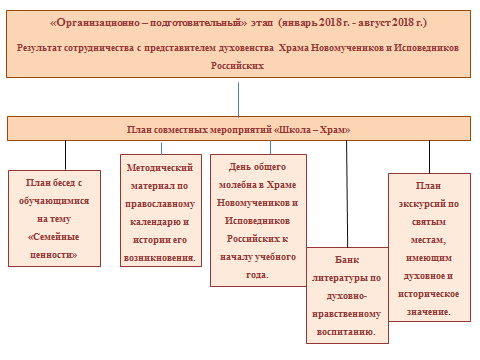 «Организационно – подготовительный» этап (январь 2018 г. - август 2018 г.)
Результат сотрудничества с представителем духовенства Храма Новомучеников и Исповедников
Российских
План совместных мероприятий «Школа – Храм»
План бесед с
обучающимися
на тему
«Семейные
ценности»
Методический
материал по
православному
календарю и
истории его
возникновения.
День общего
молебна в Храме
Новомучеников и
Исповедников
Российских к
началу учебного
года.
Банк
литературы по
духовно-
нравственному
воспитанию.
План
экскурсий по
святым
местам,
имеющим
духовное и
историческое
значение.